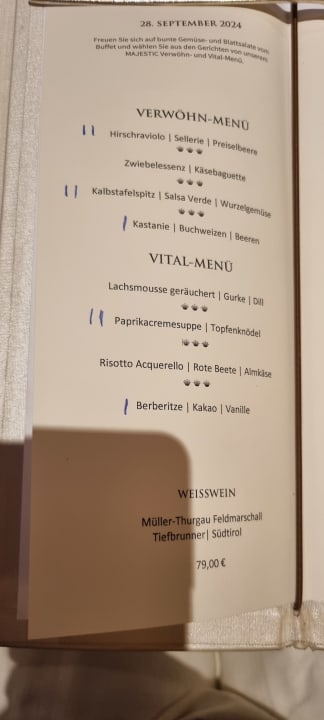 28. SEPTEMBER 2024
Freuen Sie sich auf bunte Gemüse- und Blattsalate vom
Buffet und wählen Sie aus den Gerichten von unserem
MAJESTIC Verwöhn- und Vital-Menü.
VERWÖHN-MENÜ
Hirschraviolo | Sellerie | Preiselbeere
Zwiebelessenz | Käsebaguette
Kalbstafelspitz | Salsa Verde | Wurzelgemüse
Kastanie | Buchweizen | Beeren
VITAL-MENÜ
Lachsmousse geräuchert | Gurke | Dill
Paprikacremesuppe | Topfenknödel
Risotto Acquerello | Rote Beete | Almkäse
Berberitze | Kakao | Vanille
WEISSWEIN
Müller-Thurgau Feldmarschall
Tiefbrunner| Südtirol
79,00 €